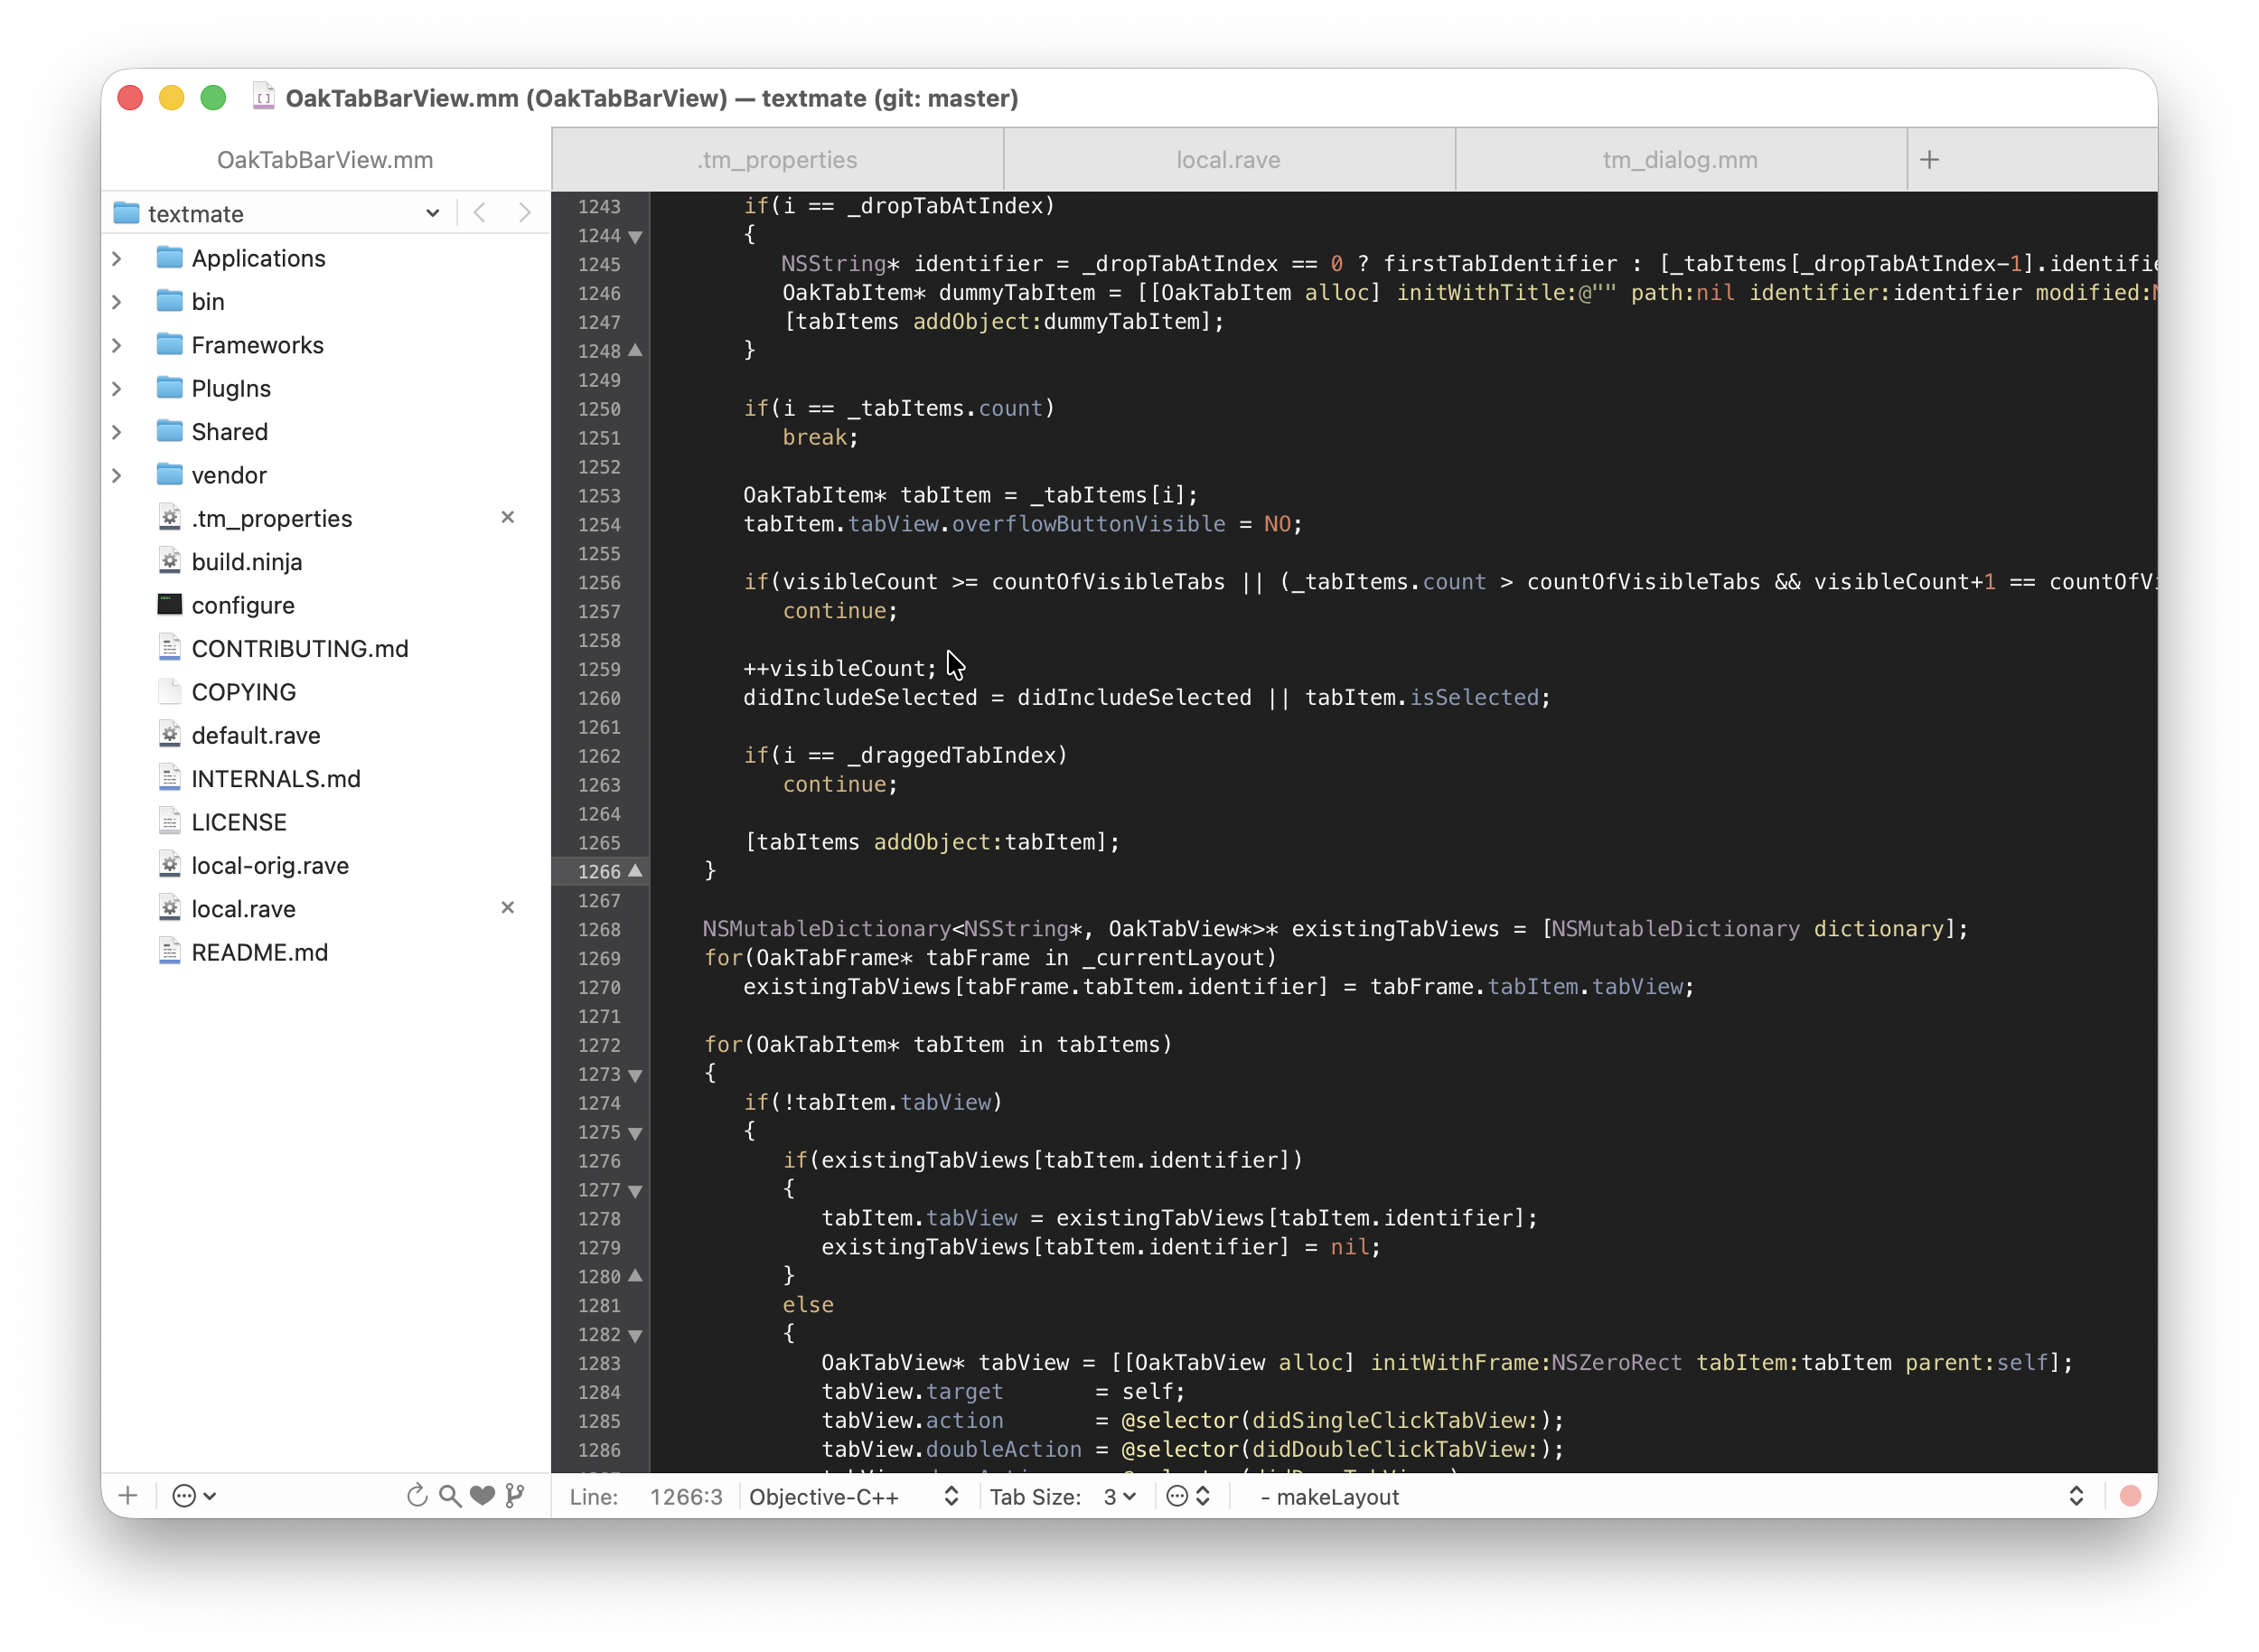 OakTabBarView.mm (OakTabBarView) — textmate (git: master)
OakTabBarView.mm
.tm_properties
local.rave
tm_dialog.mm
textmate
Applications
bin
Frameworks
PlugIns
Shared
vendor
.tm_properties
build.ninja
configure
CONTRIBUTING.md
COPYING
default.rave
INTERNALS.md
LICENSE
local-orig.rave
local.rave
README.md
1243 if(i == _dropTabAtIndex)
1244 {
1245 NSString* identifier = _dropTabAtIndex == 0 ? firstTabIdentifier : [_tabItems[_dropTabAtIndex-1].identifie
1246 OakTabItem* dummyTabItem = [[OakTabItem alloc] initWithTitle:@"" path:nil identifier:identifier modified:N
1247 [tabItems addObject:dummyTabItem];
1248 }
1249
1250 if(i == _tabItems.count)
1251 break;
1252
1253 OakTabItem* tabItem = _tabItems[i];
1254 tabItem.tabView.overflowButtonVisible = NO;
1255
1256 if(visibleCount >= countOfVisibleTabs || (_tabItems.count > countOfVisibleTabs && visibleCount+1 == countOfVi
1257 continue;
1258
1259 ++visibleCount;
1260 didIncludeSelected = didIncludeSelected || tabItem.isSelected;
1261
1262 if(i == _draggedTabIndex)
1263 continue;
1264
1265 [tabItems addObject:tabItem];
1266 }
1267
1268 NSMutableDictionary<NSString*, OakTabView*>* existingTabViews = [NSMutableDictionary dictionary];
1269 for(OakTabFrame* tabFrame in _currentLayout)
1270 existingTabViews[tabFrame.tabItem.identifier] = tabFrame.tabItem.tabView;
1271
1272 for(OakTabItem* tabItem in tabItems)
1273 {
1274 if(!tabItem.tabView)
1275 {
1276 if(existingTabViews[tabItem.identifier])
1277 {
1278 tabItem.tabView = existingTabViews[tabItem.identifier];
1279 existingTabViews[tabItem.identifier] = nil;
1280 }
1281 else
1282 {
1283 OakTabView* tabView = [[OakTabView alloc] initWithFrame:NSZeroRect tabItem:tabItem parent:self];
1284 tabView.target = self;
1285 tabView.action = @selector(didSingleClickTabView:);
1286 tabView.doubleAction = @selector(didDoubleClickTabView:);
Line: 1266:3 Objective-C++ Tab Size: 3 - makeLayout